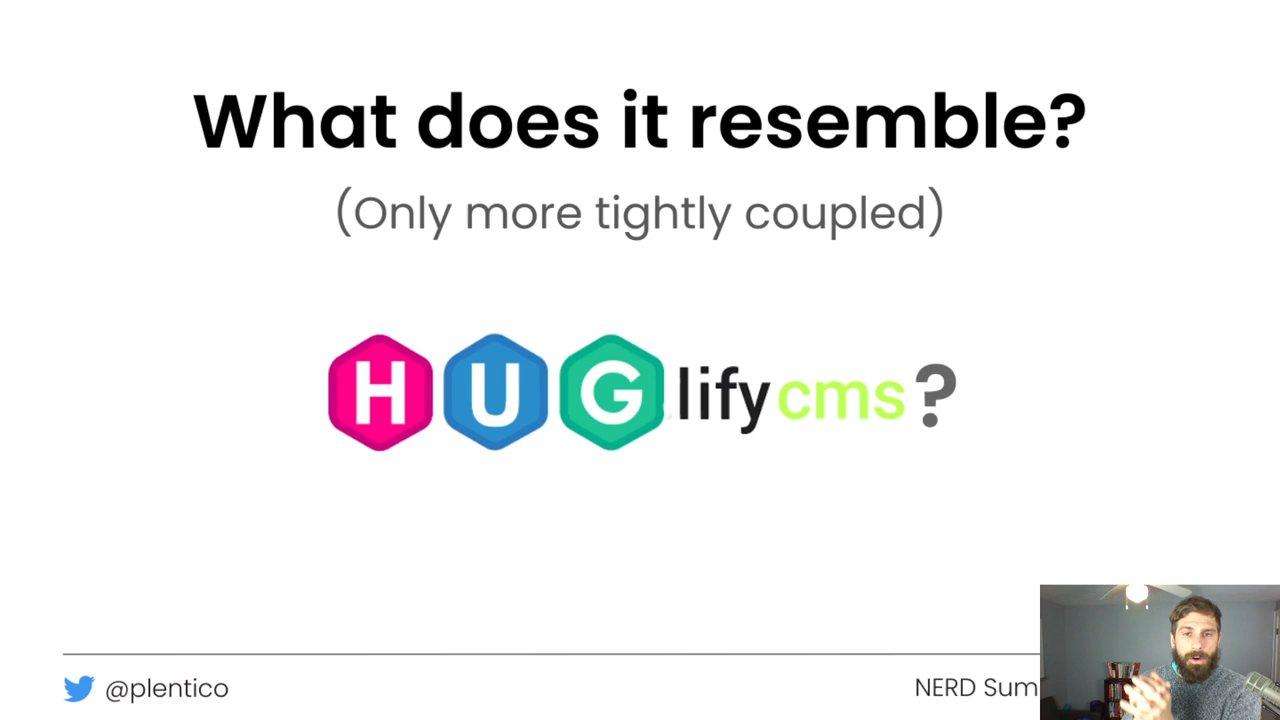 What does it resemble?
(Only more tightly coupled)
HUGlifycms?
@plentico
NERD Sum